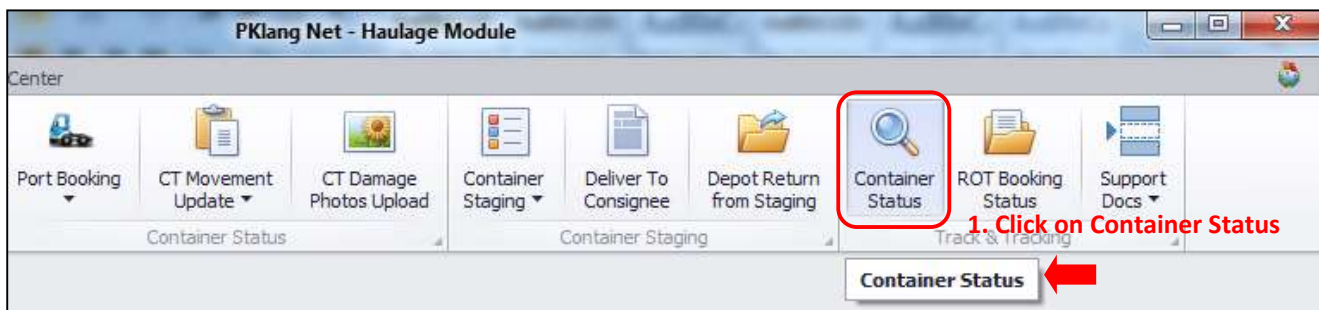 PKlang Net - Haulage Module
Center
Port Booking
CT Movement
Update
CT Damage
Photos Upload
Container
Staging
Deliver To
Consignee
Depot Return
from Staging
Container
Status
ROT Booking
Status
Support
Docs
1. Click on Container Status
Container Status
Container Staging
Track & Tracking
Container Status